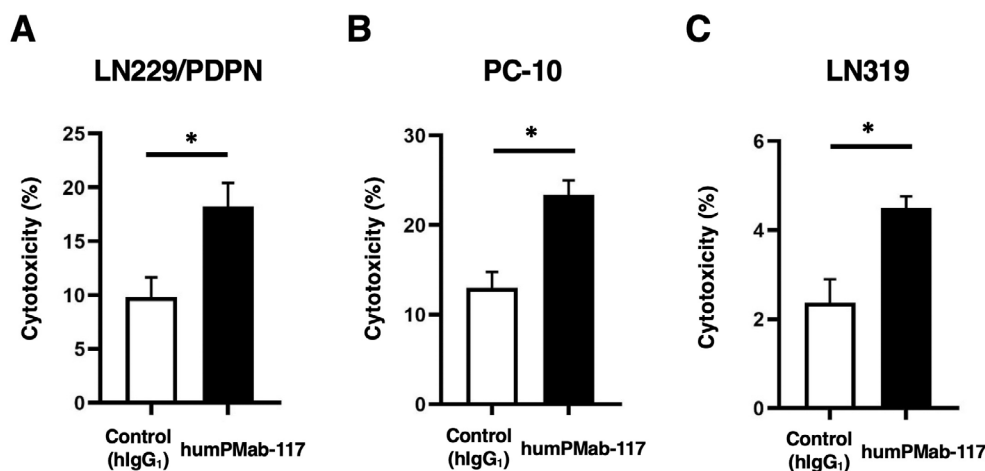 A
LN229/PDPN
Cytotoxicity (%)
25
20
15
10
5
0
*
Control
(hIgG₁)
humPMab-117
B
PC-10
Cytotoxicity (%)
30
20
10
0
*
Control
(hIgG₁)
humPMab-117
C
LN319
Cytotoxicity (%)
6
4
2
0
*
Control
(hIgG₁)
humPMab-117